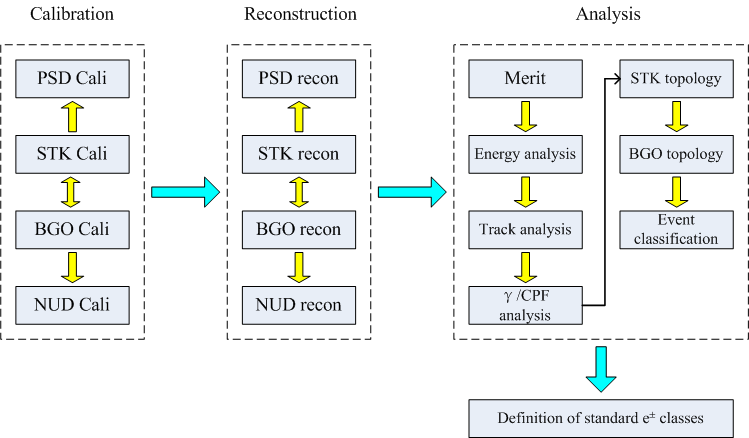 Calibration
Reconstruction
Analysis
PSD Cali
STK Cali
BGO Cali
NUD Cali
PSD recon
STK recon
BGO recon
NUD recon
Merit
Energy analysis
Track analysis
γ /CPF
analysis
STK topology
BGO topology
Event
classification
Definition of standard e± classes